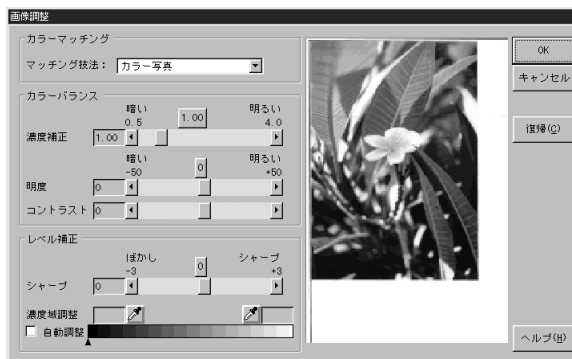 画像調整
カラーマッチング
マッチング技法： カラー写真
カラーバランス
暗い 明るい
0.5 1.00 4.0
濃度補正 1.00
暗い 明るい
-50 0 +50
明度 0
コントラスト 0
レベル補正
ぼかし シャープ
-3 0 +3
シャープ 0
濃度域調整
自動調整
OK
キャンセル
復帰(C)
ヘルプ(H)